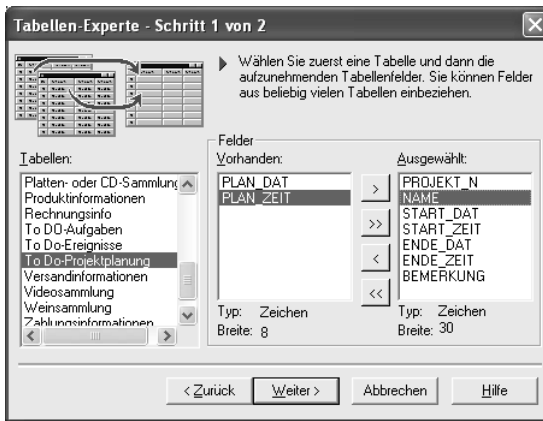 Tabellen-Experte - Schritt 1 von 2
Wählen Sie zuerst eine Tabelle und dann die
aufzunehmenden Tabellenfelder. Sie können Felder
aus beliebig vielen Tabellen einbeziehen.
Tabellen:
Platten- oder CD-Sammlung
Produktinformationen
Rechnungsinfo
To DO-Aufgaben
To Do-Ereignisse
To Do-Projektplanung
Versandinformationen
Videosammlung
Weinsammlung
Zahlungsinformationen
Felder
Vorhanden:
PLAN_DAT
PLAN_ZEIT
Typ: Zeichen
Breite: 8
>
>>
<
<<
Ausgewählt:
PROJEKT_N
NAME
START_DAT
START_ZEIT
ENDE_DAT
ENDE_ZEIT
BEMERKUNG
Typ: Zeichen
Breite: 30
< Zurück
Weiter >
Abbrechen
Hilfe